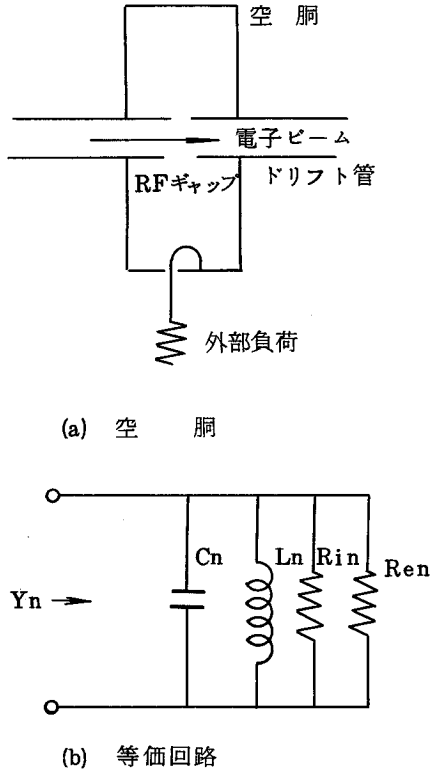 空 胴
電子ビーム
RFギャップ ドリフト管
外部負荷
(a) 空 胴
Cn
Ln Rin
Ren
Yn
(b) 等価回路